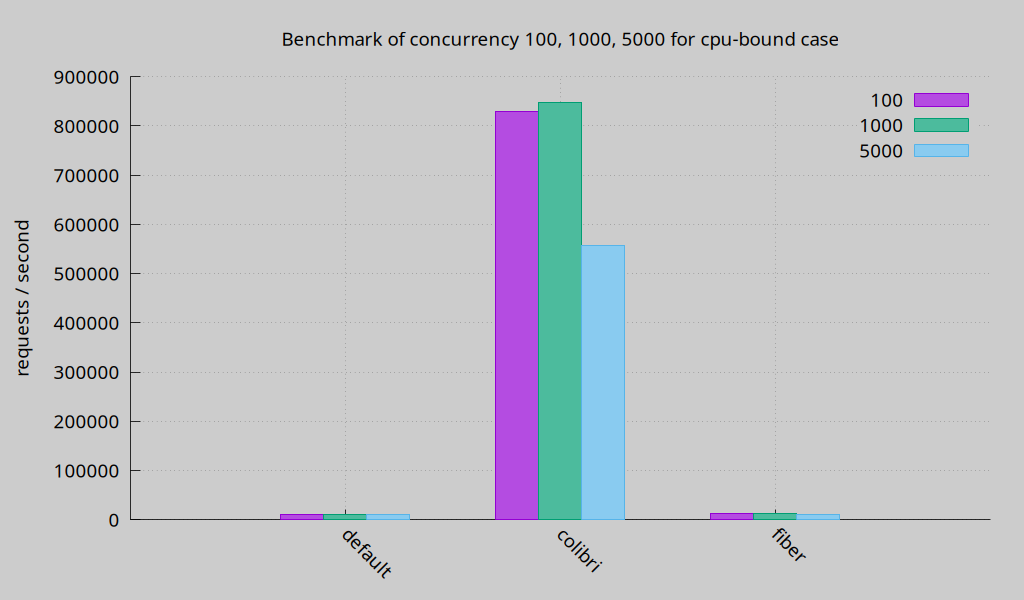 Benchmark of concurrency 100, 1000, 5000 for cpu-bound case
900000
800000
700000
600000
500000
400000
300000
200000
100000
0
requests / second
100
1000
5000
default
colibri
fiber